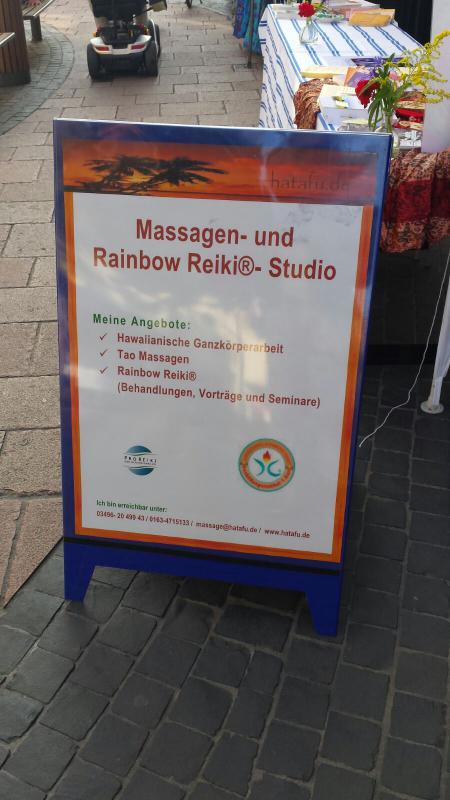 hatafu.de
Massagen- und
Rainbow Reiki®- Studio
Meine Angebote:
✓ Hawaiianische Ganzkörperarbeit
✓ Tao Massagen
✓ Rainbow Reiki®
(Behandlungen, Vorträge und Seminare)
PROREIKI
Ich bin erreichbar unter:
03496- 20 499 43 / 0163-4715133 / massage@hatafu.de / www.hatafu.de